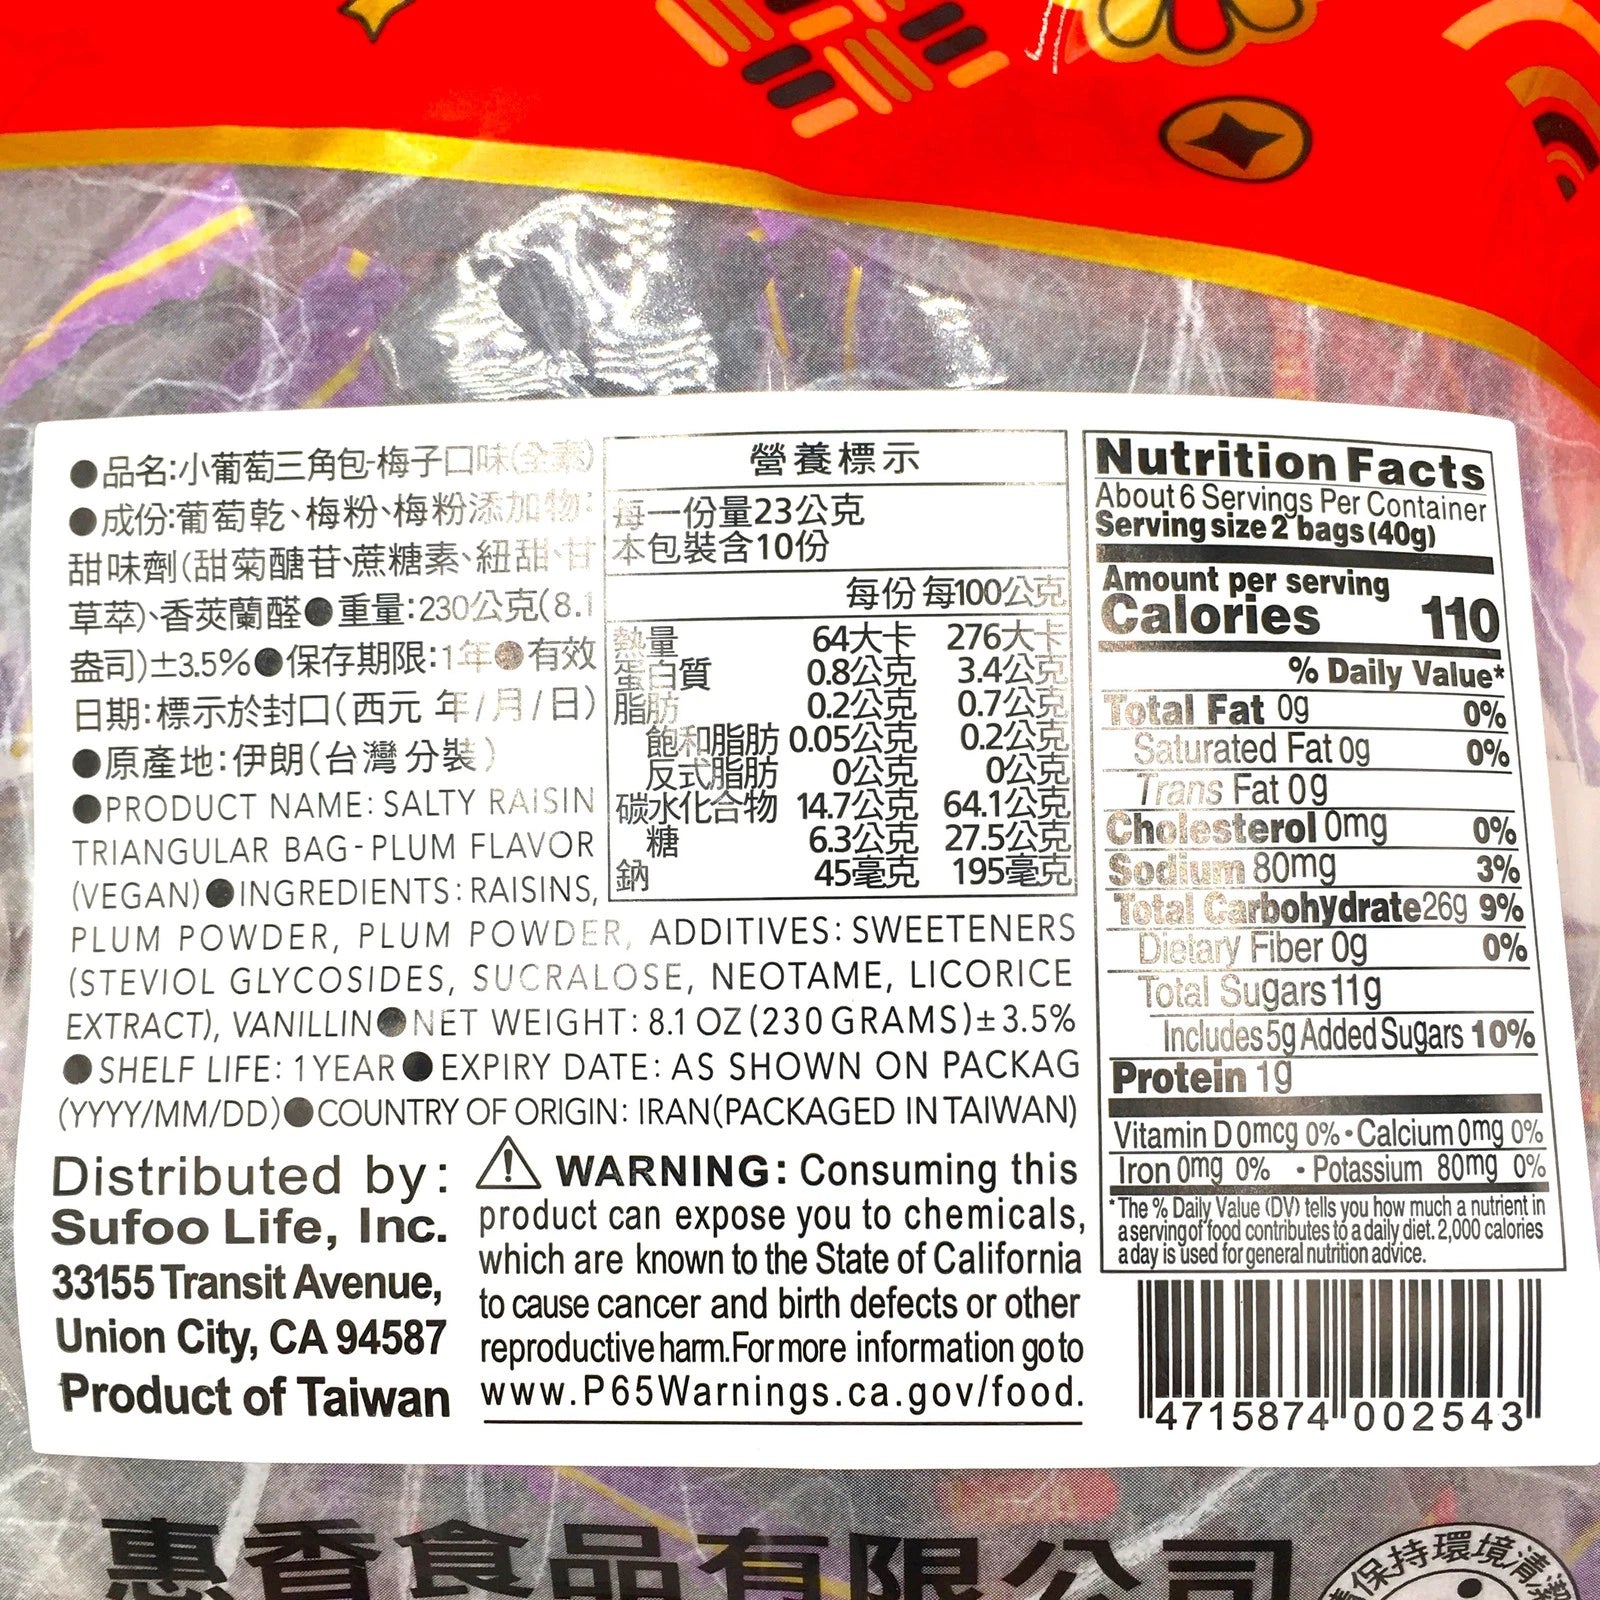 ●品名:小葡萄三角包-梅子口味(全素)
●成份:葡萄乾、梅粉、梅粉添加物:
甜味劑(甜菊醣苷、蔗糖素、紐甜、甘
草萃)、香莢蘭醛●重量:230公克(8.1
盎司)±3.5%●保存期限:1年●有效
日期:標示於封口(西元 年/月/日)
●原產地:伊朗(台灣分裝)
●PRODUCT NAME: SALTY RAISIN
TRIANGULAR BAG-PLUM FLAVOR
(VEGAN)●INGREDIENTS: RAISINS,
PLUM POWDER, PLUM POWDER, ADDITIVES: SWEETENERS
(STEVIOL GLYCOSIDES, SUCRALOSE, NEOTAME, LICORICE
EXTRACT), VANILLIN●NET WEIGHT: 8.1 OZ (230 GRAMS)±3.5%
●SHELF LIFE: 1 YEAR●EXPIRY DATE: AS SHOWN ON PACKAG
(YYYY/MM/DD)●COUNTRY OF ORIGIN: IRAN(PACKAGED IN TAIWAN)
營養標示
每一份量23公克
本包裝含10份
每份 每100公克
熱量 64大卡 276大卡
蛋白質 0.8公克 3.4公克
脂肪 0.2公克 0.7公克
飽和脂肪 0.05公克 0.2公克
反式脂肪 0公克 0公克
碳水化合物 14.7公克 64.1公克
糖 6.3公克 27.5公克
鈉 45毫克 195毫克
Distributed by:
Sufoo Life, Inc.
33155 Transit Avenue,
Union City, CA 94587
Product of Taiwan
⚠ WARNING: Consuming this
product can expose you to chemicals,
which are known to the State of California
to cause cancer and birth defects or other
reproductive harm. For more information go to
www.P65Warnings.ca.gov/food.
Nutrition Facts
About 6 Servings Per Container
Serving size 2 bags (40g)
Amount per serving
Calories 110
% Daily Value*
Total Fat 0g 0%
Saturated Fat 0g 0%
Trans Fat 0g
Cholesterol 0mg 0%
Sodium 80mg 3%
Total Carbohydrate 26g 9%
Dietary Fiber 0g 0%
Total Sugars 11g
Includes 5g Added Sugars 10%
Protein 1g
Vitamin D 0mcg 0% • Calcium 0mg 0%
Iron 0mg 0% • Potassium 80mg 0%
*The % Daily Value (DV) tells you how much a nutrient in
a serving of food contributes to a daily diet. 2,000 calories
a day is used for general nutrition advice.
4715874002543
惠香食品有限公司
請保持環境清潔